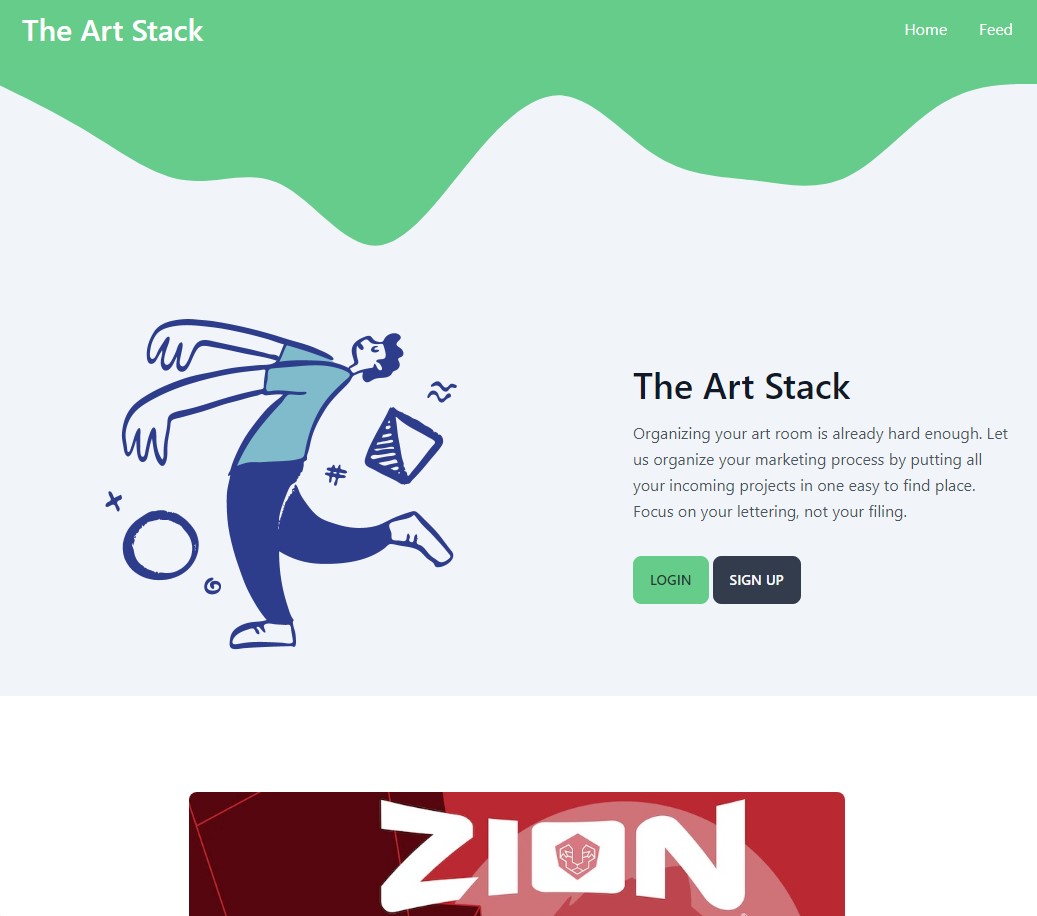 The Art Stack
Home
Feed
The Art Stack
Organizing your art room is already hard enough. Let
us organize your marketing process by putting all
your incoming projects in one easy to find place.
Focus on your lettering, not your filing.
LOGIN
SIGN UP
ZION